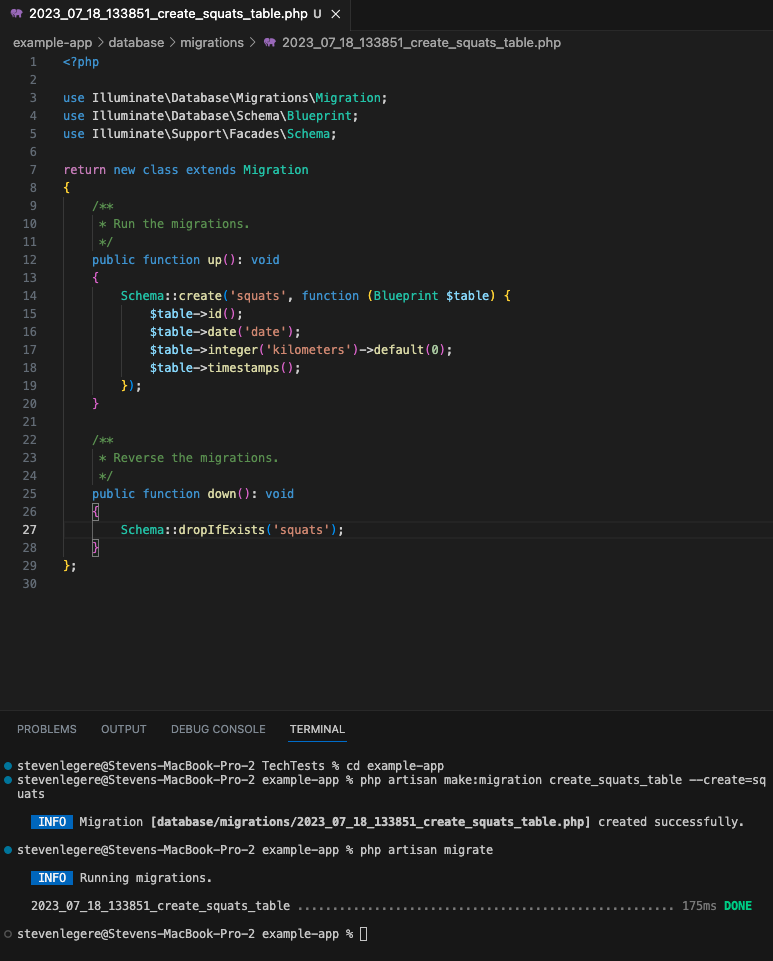 2023_07_18_133851_create_squats_table.php U ×
example-app > database > migrations > 2023_07_18_133851_create_squats_table.php
1 <?php
2
3 use Illuminate\Database\Migrations\Migration;
4 use Illuminate\Database\Schema\Blueprint;
5 use Illuminate\Support\Facades\Schema;
6
7 return new class extends Migration
8 {
9     /**
10      * Run the migrations.
11      */
12     public function up(): void
13     {
14         Schema::create('squats', function (Blueprint $table) {
15             $table->id();
16             $table->date('date');
17             $table->integer('kilometers')->default(0);
18             $table->timestamps();
19         });
20     }
21
22     /**
23      * Reverse the migrations.
24      */
25     public function down(): void
26     {
27         Schema::dropIfExists('squats');
28     }
29 };
30
PROBLEMS OUTPUT DEBUG CONSOLE TERMINAL
stevenlegere@Stevens-MacBook-Pro-2 TechTests % cd example-app
stevenlegere@Stevens-MacBook-Pro-2 example-app % php artisan make:migration create_squats_table --create=sq
uats
INFO Migration [database/migrations/2023_07_18_133851_create_squats_table.php] created successfully.
stevenlegere@Stevens-MacBook-Pro-2 example-app % php artisan migrate
INFO Running migrations.
2023_07_18_133851_create_squats_table ...................................................... 175ms DONE
stevenlegere@Stevens-MacBook-Pro-2 example-app %